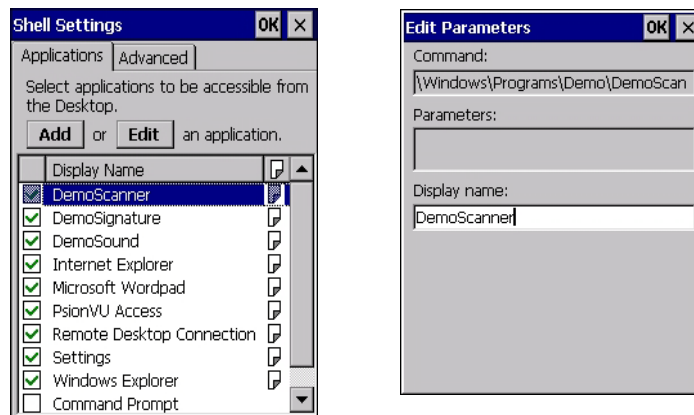 Shell Settings OK
Applications Advanced
Select applications to be accessible from
the Desktop.
Add or Edit an application.
Display Name
DemoScanner
DemoSignature
DemoSound
Internet Explorer
Microsoft Wordpad
PsionVU Access
Remote Desktop Connection
Settings
Windows Explorer
Command Prompt
Edit Parameters OK
Command:
\Windows\Programs\Demo\DemoScan
Parameters:
Display name:
DemoScanner